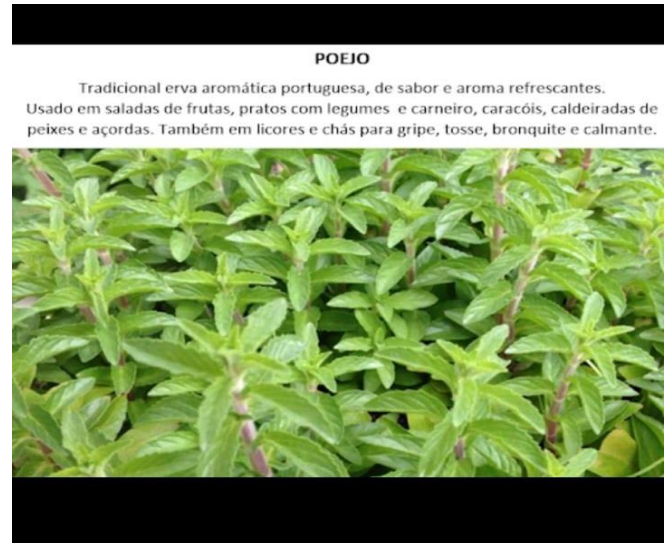 POEJO
Tradicional erva aromática portuguesa, de sabor e aroma refrescantes.
Usado em saladas de frutas, pratos com legumes e carneiro, caracóis, caldeiradas de
peixes e açordas. Também em licores e chás para gripe, tosse, bronquite e calmante.